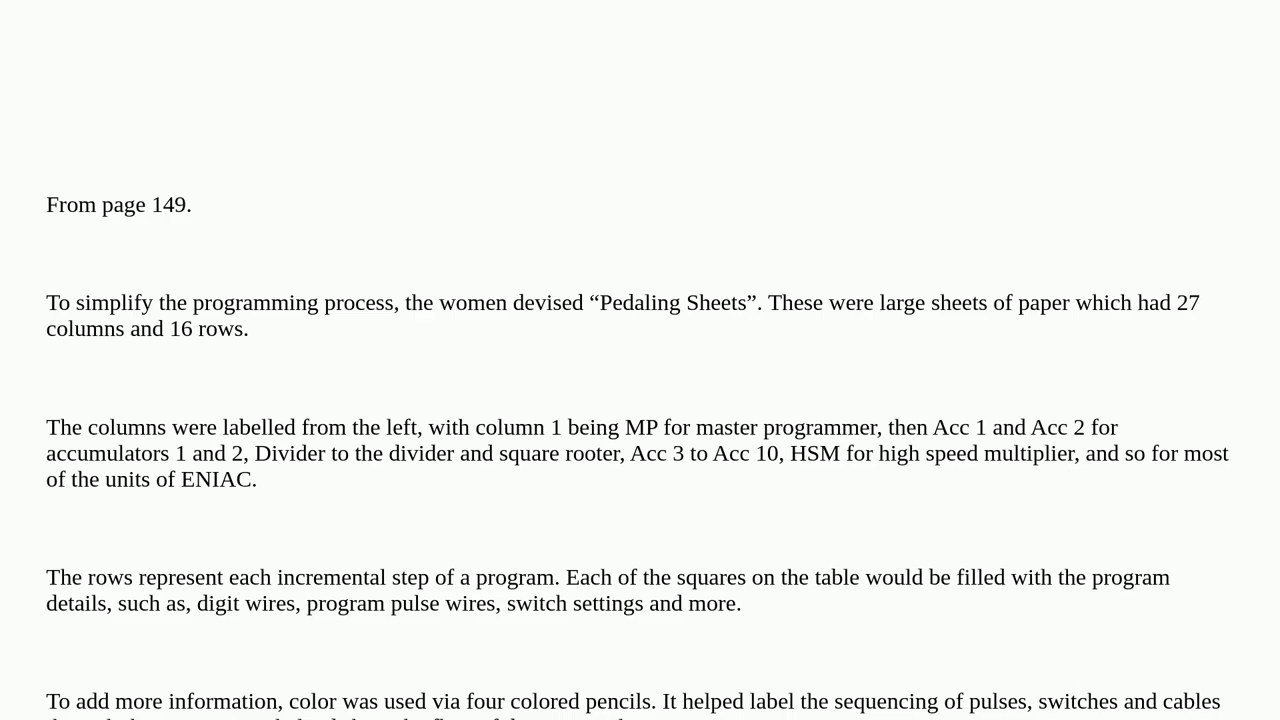 From page 149.
To simplify the programming process, the women devised “Pedaling Sheets”. These were large sheets of paper which had 27
columns and 16 rows.
The columns were labelled from the left, with column 1 being MP for master programmer, then Acc 1 and Acc 2 for
accumulators 1 and 2, Divider to the divider and square rooter, Acc 3 to Acc 10, HSM for high speed multiplier, and so for most
of the units of ENIAC.
The rows represent each incremental step of a program. Each of the squares on the table would be filled with the program
details, such as, digit wires, program pulse wires, switch settings and more.
To add more information, color was used via four colored pencils. It helped label the sequencing of pulses, switches and cables